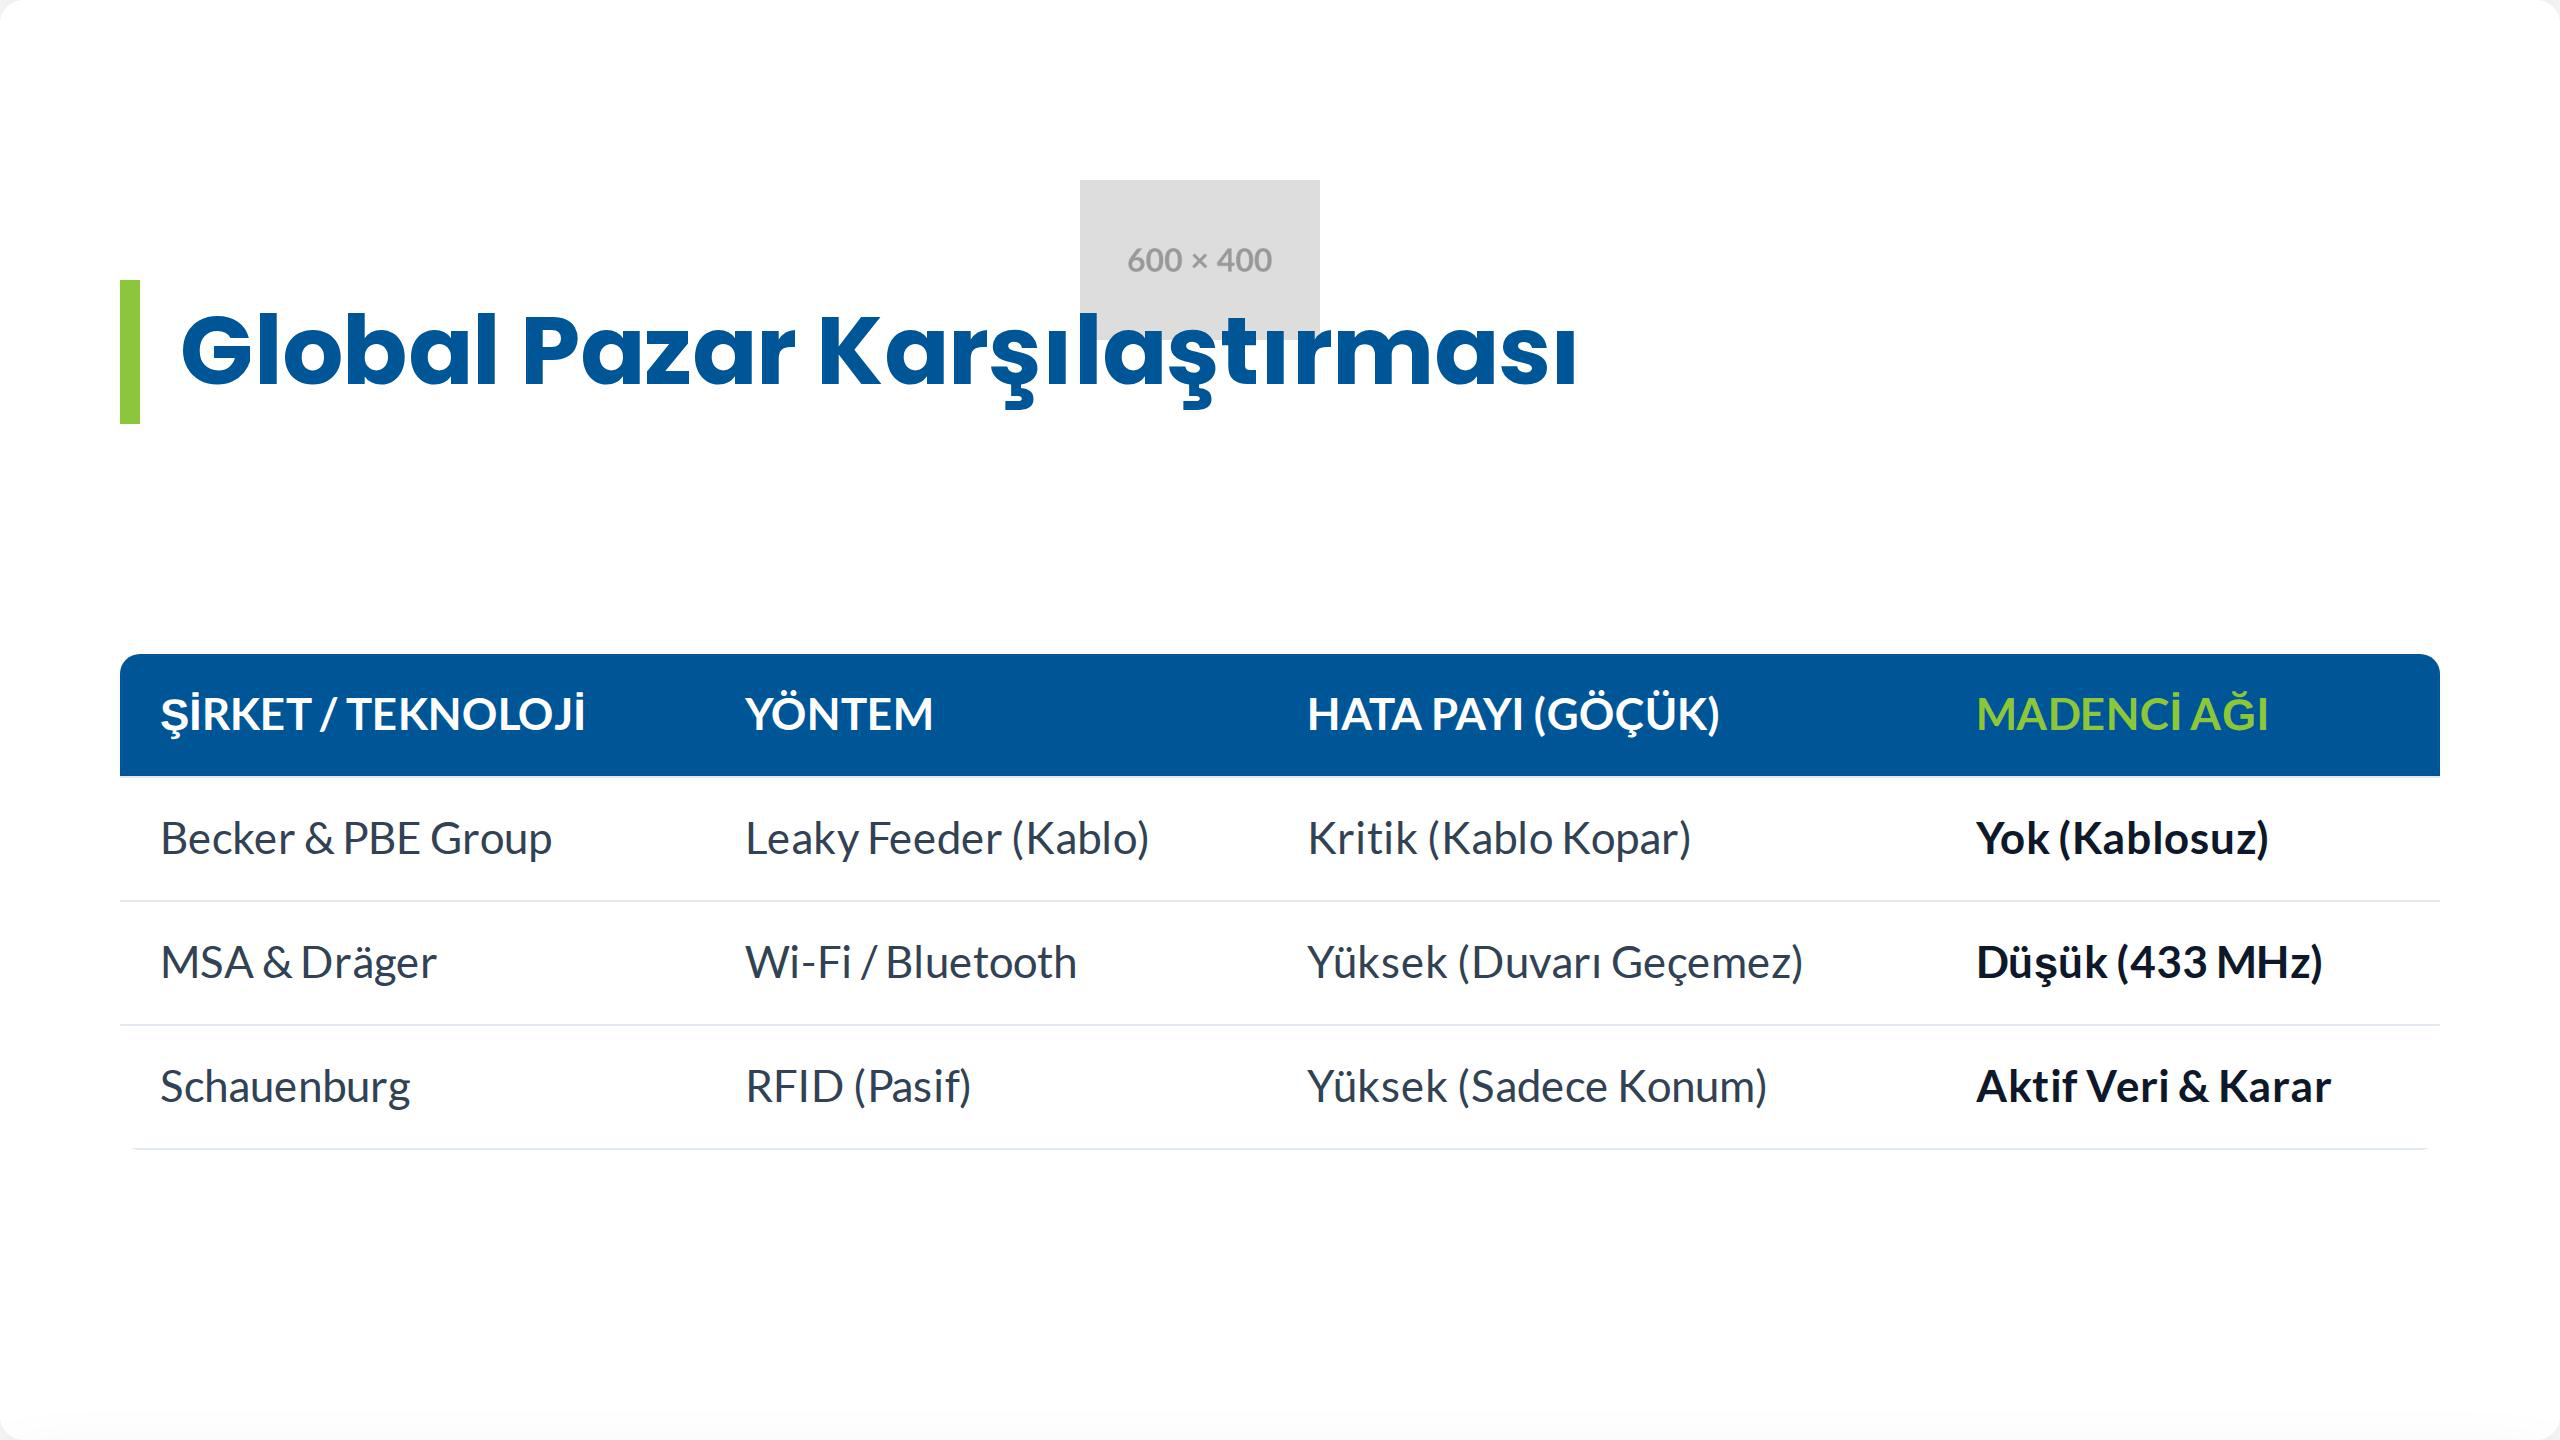 600 × 400
Global Pazar Karşılaştırması
ŞİRKET / TEKNOLOJİ YÖNTEM HATA PAYI (GÖÇÜK) MADENCİ AĞI
Becker & PBE Group Leaky Feeder (Kablo) Kritik (Kablo Kopar) Yok (Kablosuz)
MSA & Dräger Wi-Fi / Bluetooth Yüksek (Duvarı Geçemez) Düşük (433 MHz)
Schauenburg RFID (Pasif) Yüksek (Sadece Konum) Aktif Veri & Karar